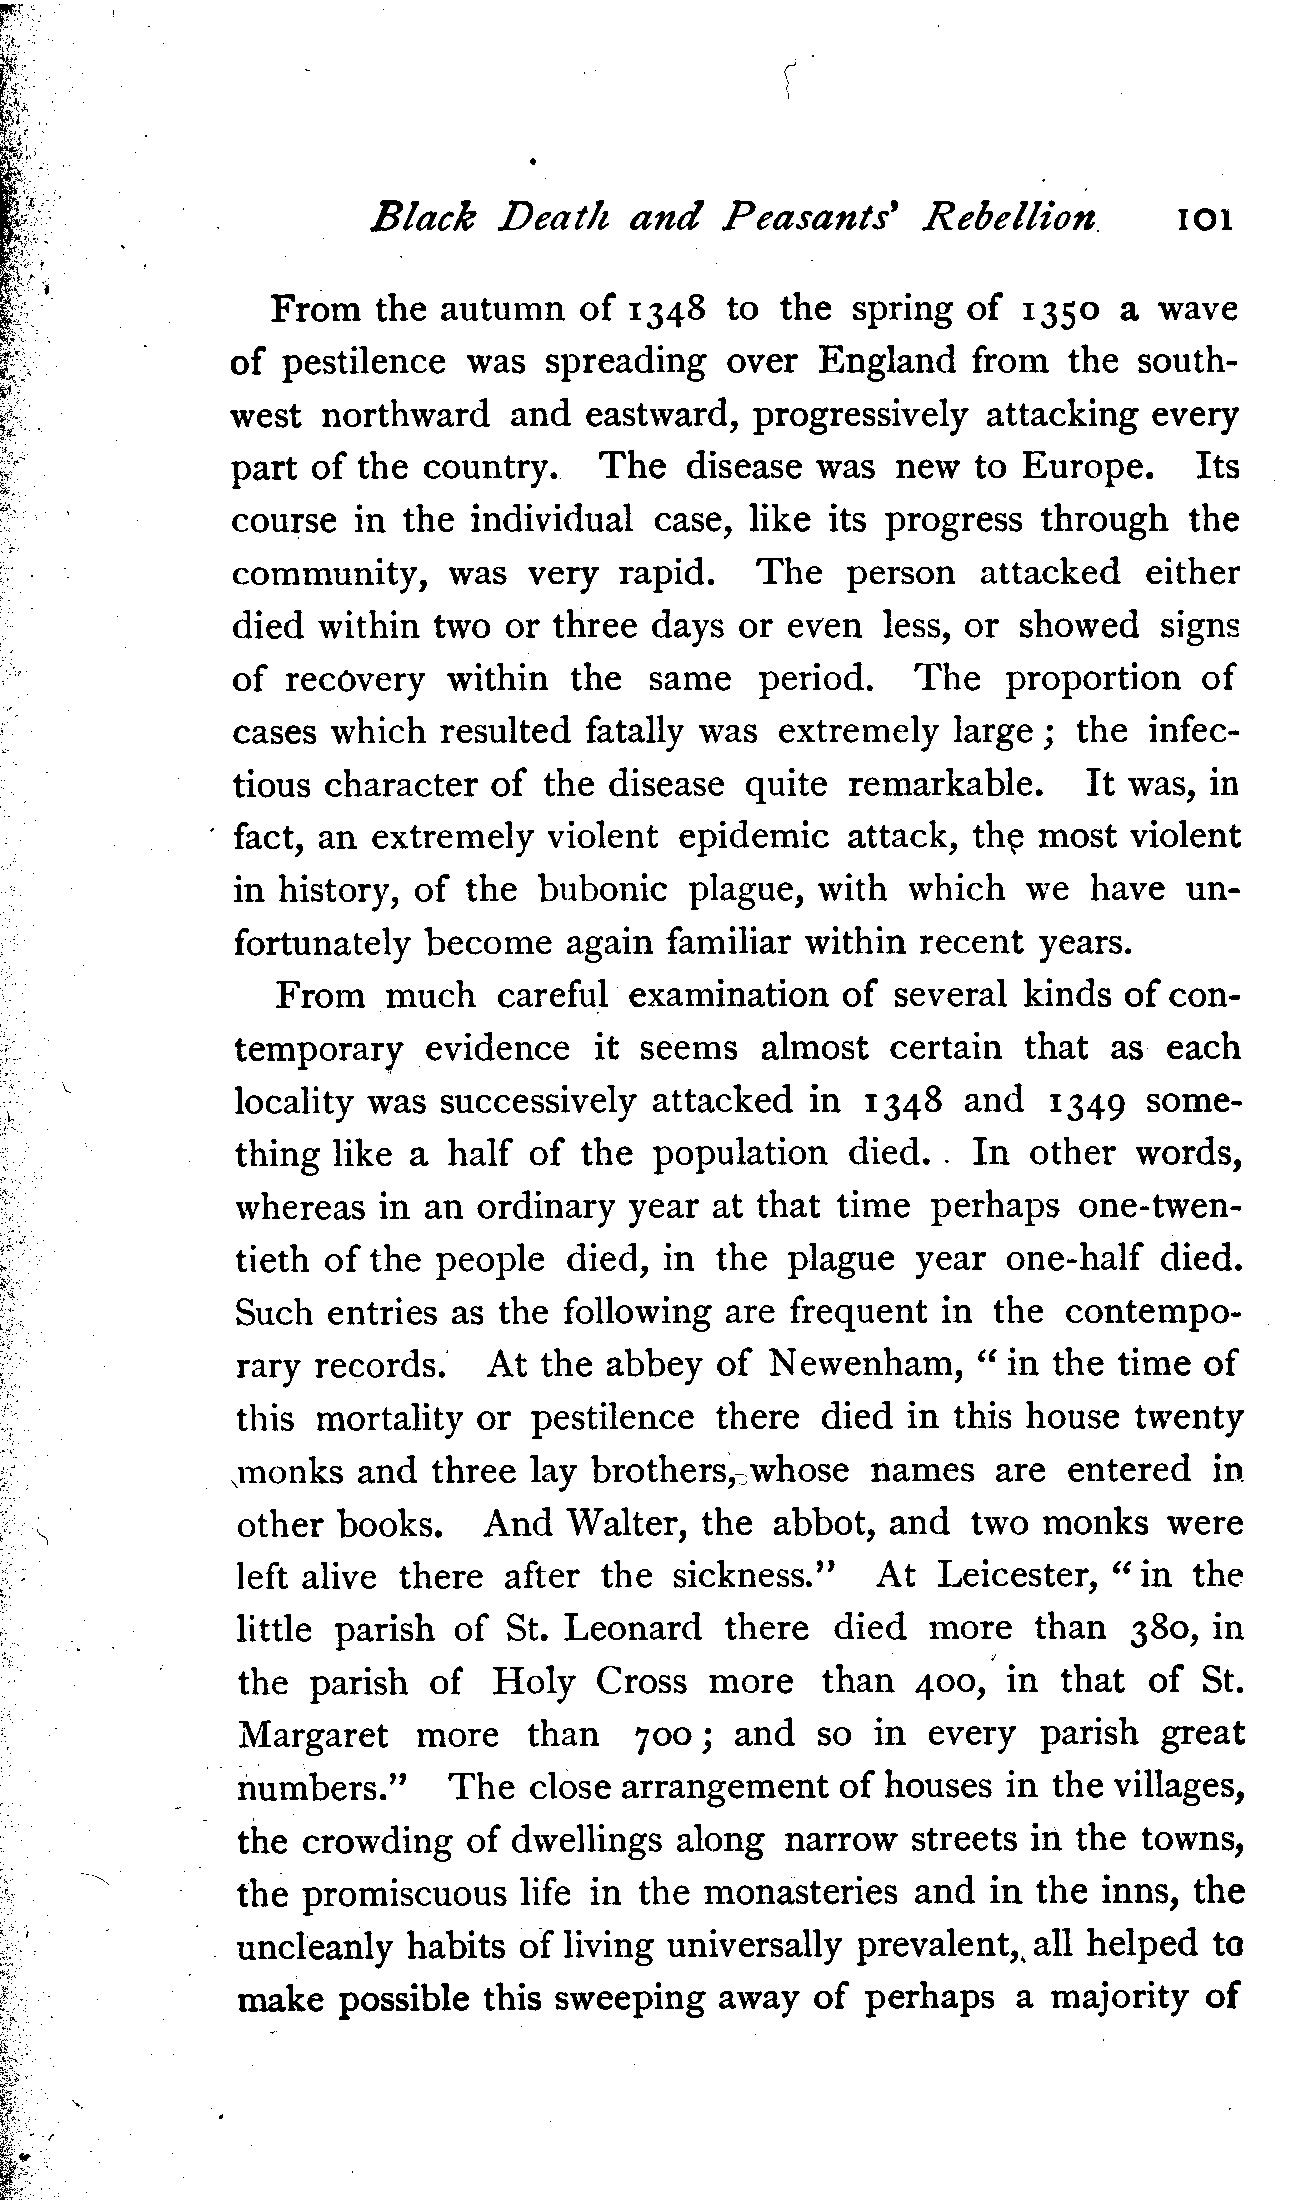 Black Death and Peasants' Rebellion 101
From the autumn of 1348 to the spring of 1350 a wave
of pestilence was spreading over England from the south-
west northward and eastward, progressively attacking every
part of the country. The disease was new to Europe. Its
course in the individual case, like its progress through the
community, was very rapid. The person attacked either
died within two or three days or even less, or showed signs
of recovery within the same period. The proportion of
cases which resulted fatally was extremely large; the infec-
tious character of the disease quite remarkable. It was, in
fact, an extremely violent epidemic attack, the most violent
in history, of the bubonic plague, with which we have un-
fortunately become again familiar within recent years.
From much careful examination of several kinds of con-
temporary evidence it seems almost certain that as each
locality was successively attacked in 1348 and 1349 some-
thing like a half of the population died. In other words,
whereas in an ordinary year at that time perhaps one-twen-
tieth of the people died, in the plague year one-half died.
Such entries as the following are frequent in the contempo-
rary records. At the abbey of Newenham, "in the time of
this mortality or pestilence there died in this house twenty
monks and three lay brothers, whose names are entered in
other books. And Walter, the abbot, and two monks were
left alive there after the sickness." At Leicester, "in the
little parish of St. Leonard there died more than 380, in
the parish of Holy Cross more than 400, in that of St.
Margaret more than 700; and so in every parish great
numbers." The close arrangement of houses in the villages,
the crowding of dwellings along narrow streets in the towns,
the promiscuous life in the monasteries and in the inns, the
uncleanly habits of living universally prevalent, all helped to
make possible this sweeping away of perhaps a majority of